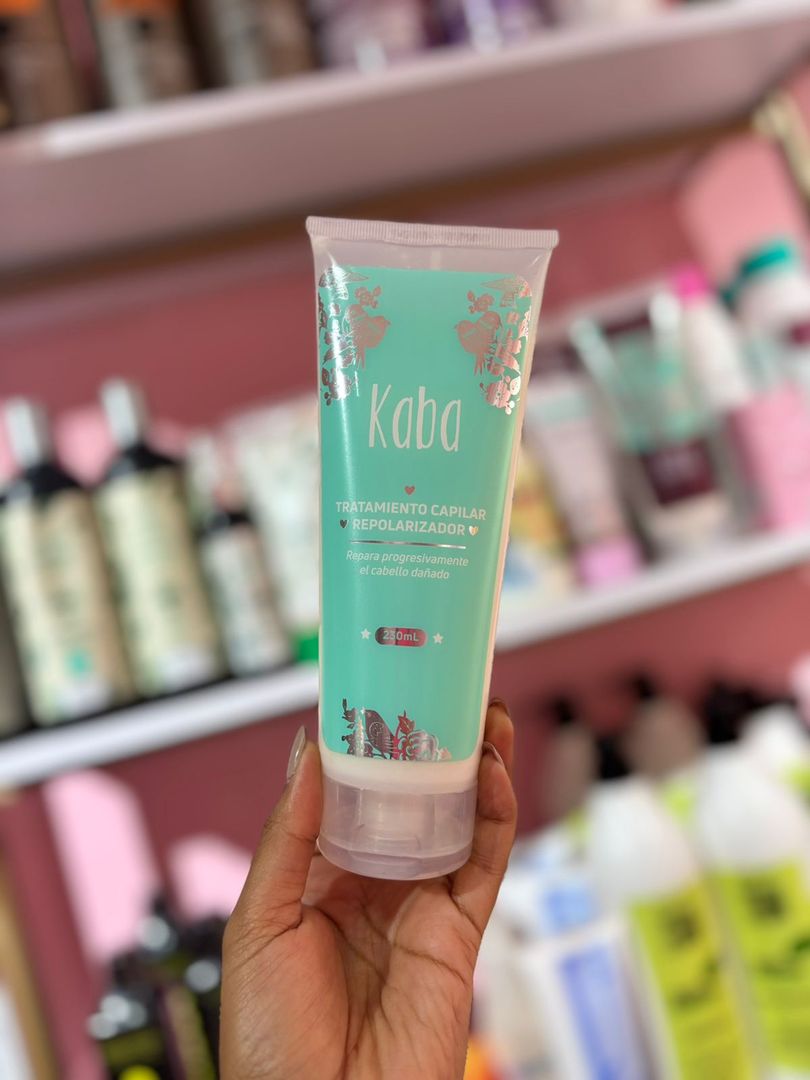 Kaba
TRATAMIENTO CAPILAR
REPOLARIZADOR
Repara progresivamente
el cabello dañado
250mL